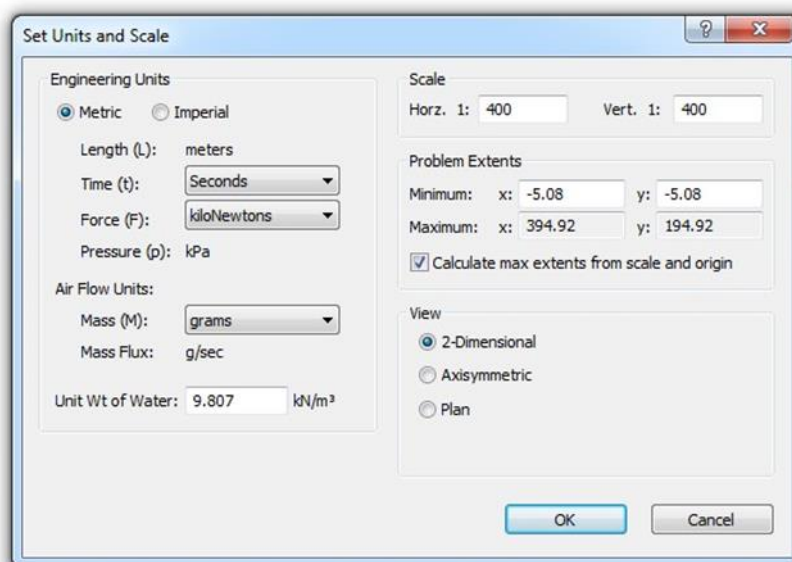 Set Units and Scale
?
Engineering Units
Metric Imperial
Length (L): meters
Time (t): Seconds
Force (F): kiloNewtons
Pressure (p): kPa
Air Flow Units:
Mass (M): grams
Mass Flux: g/sec
Unit Wt of Water: 9.807 kN/m³
Scale
Horz. 1: 400 Vert. 1: 400
Problem Extents
Minimum: x: -5.08 y: -5.08
Maximum: x: 394.92 y: 194.92
Calculate max extents from scale and origin
View
2-Dimensional
Axisymmetric
Plan
OK Cancel